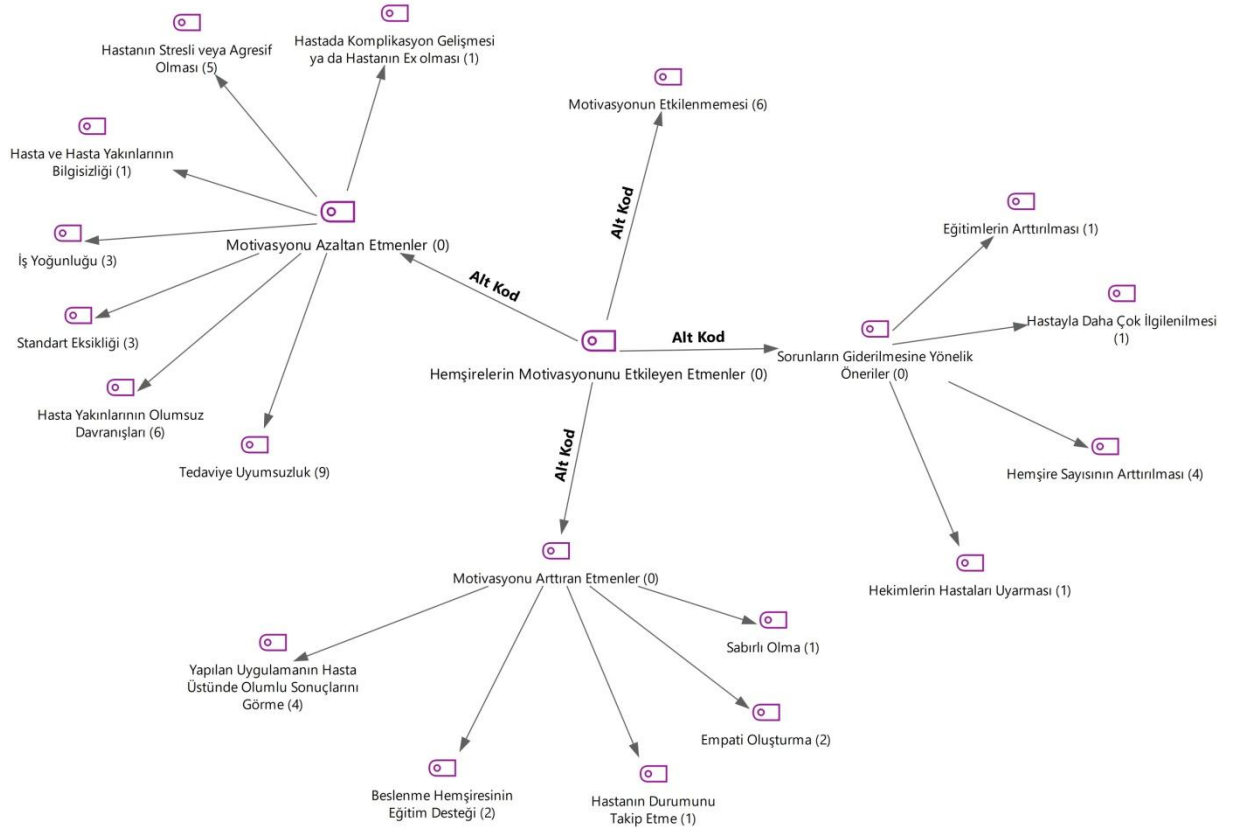 Hastanın Stresli veya Agresif
Olması (5)
Hastada Komplikasyon Gelişmesi
ya da Hastanın Ex olması (1)
Motivasyonun Etkilenmemesi (6)
Hasta ve Hasta Yakınlarının
Bilgisizliği (1)
İş Yoğunluğu (3)
Motivasyonu Azaltan Etmenler (0)
Standart Eksikliği (3)
Hasta Yakınlarının Olumsuz
Davranışları (6)
Tedaviye Uyumsuzluk (9)
Alt Kod
Alt Kod
Alt Kod
Alt Kod
Hemşirelerin Motivasyonunu Etkileyen Etmenler (0)
Eğitimlerin Arttırılması (1)
Hastayla Daha Çok İlgilenilmesi
(1)
Sorunların Giderilmesine Yönelik
Öneriler (0)
Hemşire Sayısının Arttırılması (4)
Hekimlerin Hastaları Uyarması (1)
Motivasyonu Arttıran Etmenler (0)
Yapılan Uygulamanın Hasta
Üstünde Olumlu Sonuçlarını
Görme (4)
Beslenme Hemşiresinin
Eğitim Desteği (2)
Hastanın Durumunu
Takip Etme (1)
Empati Oluşturma (2)
Sabırlı Olma (1)